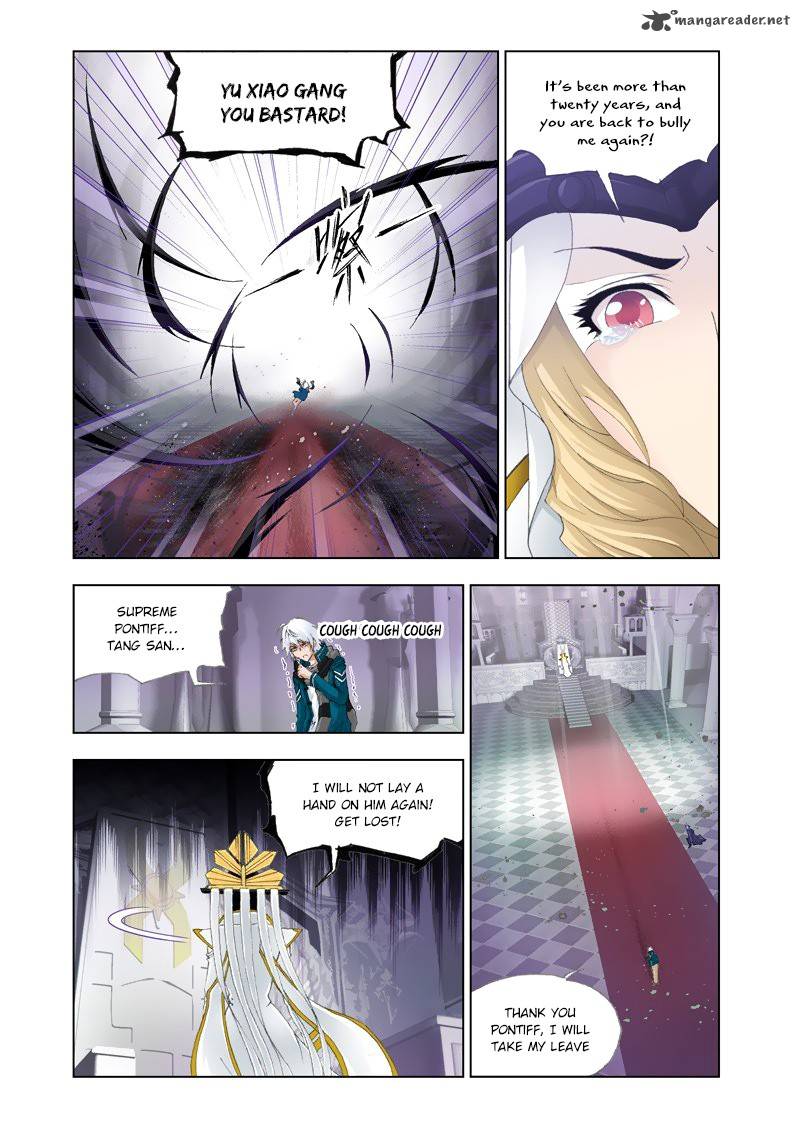 mangareader.net
YU XIAO GANG
YOU BASTARD!
It's been more than
twenty years, and
you are back to bully
me again?!
SUPREME
PONTIFF...
TANG SAN...
COUGH COUGH COUGH
I WILL NOT LAY A
HAND ON HIM AGAIN!
GET LOST!
THANK YOU
PONTIFF, I WILL
TAKE MY LEAVE